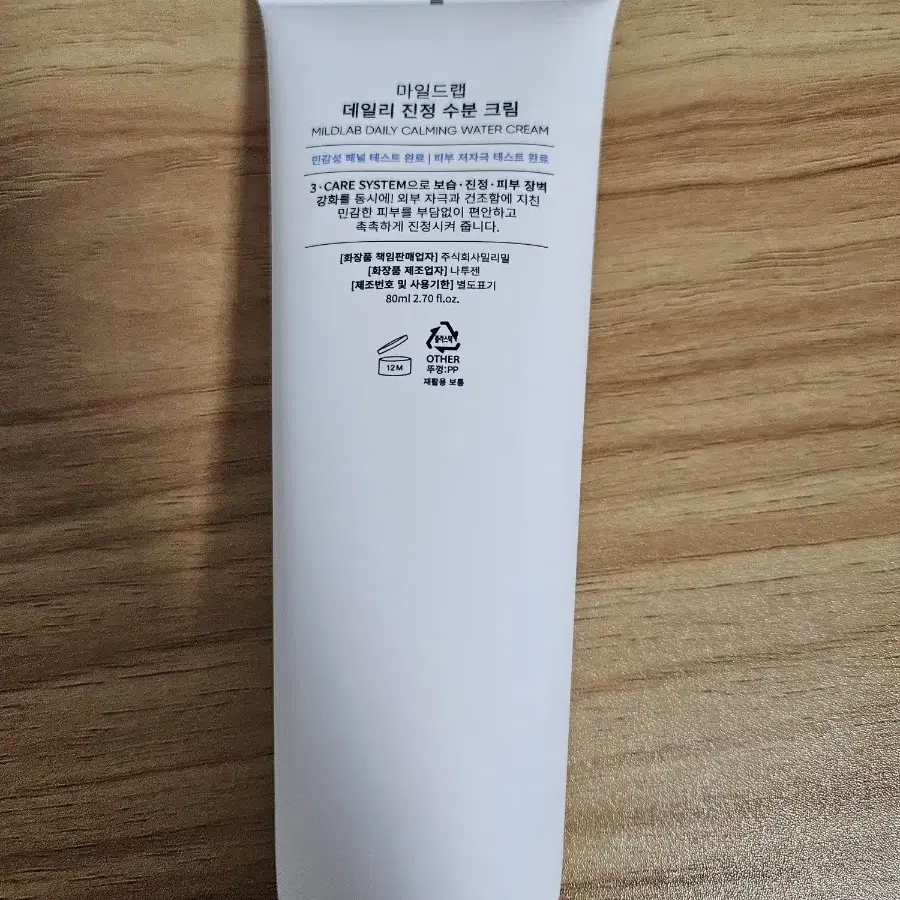 마일드랩
데일리 진정 수분 크림
MILDLAB DAILY CALMING WATER CREAM
민감성 패널 테스트 완료 | 피부 저자극 테스트 완료
3·CARE SYSTEM으로 보습·진정·피부 장벽
강화를 동시에! 외부 자극과 건조함에 지친
민감한 피부를 부담없이 편안하고
촉촉하게 진정시켜 줍니다.
[화장품 책임판매업자] 주식회사밀리밀
[화장품 제조업자] 나투젠
[제조번호 및 사용기한] 별도표기
80ml 2.70 fl.oz.
12M
플라스틱
OTHER
뚜껑:PP
재활용 보통